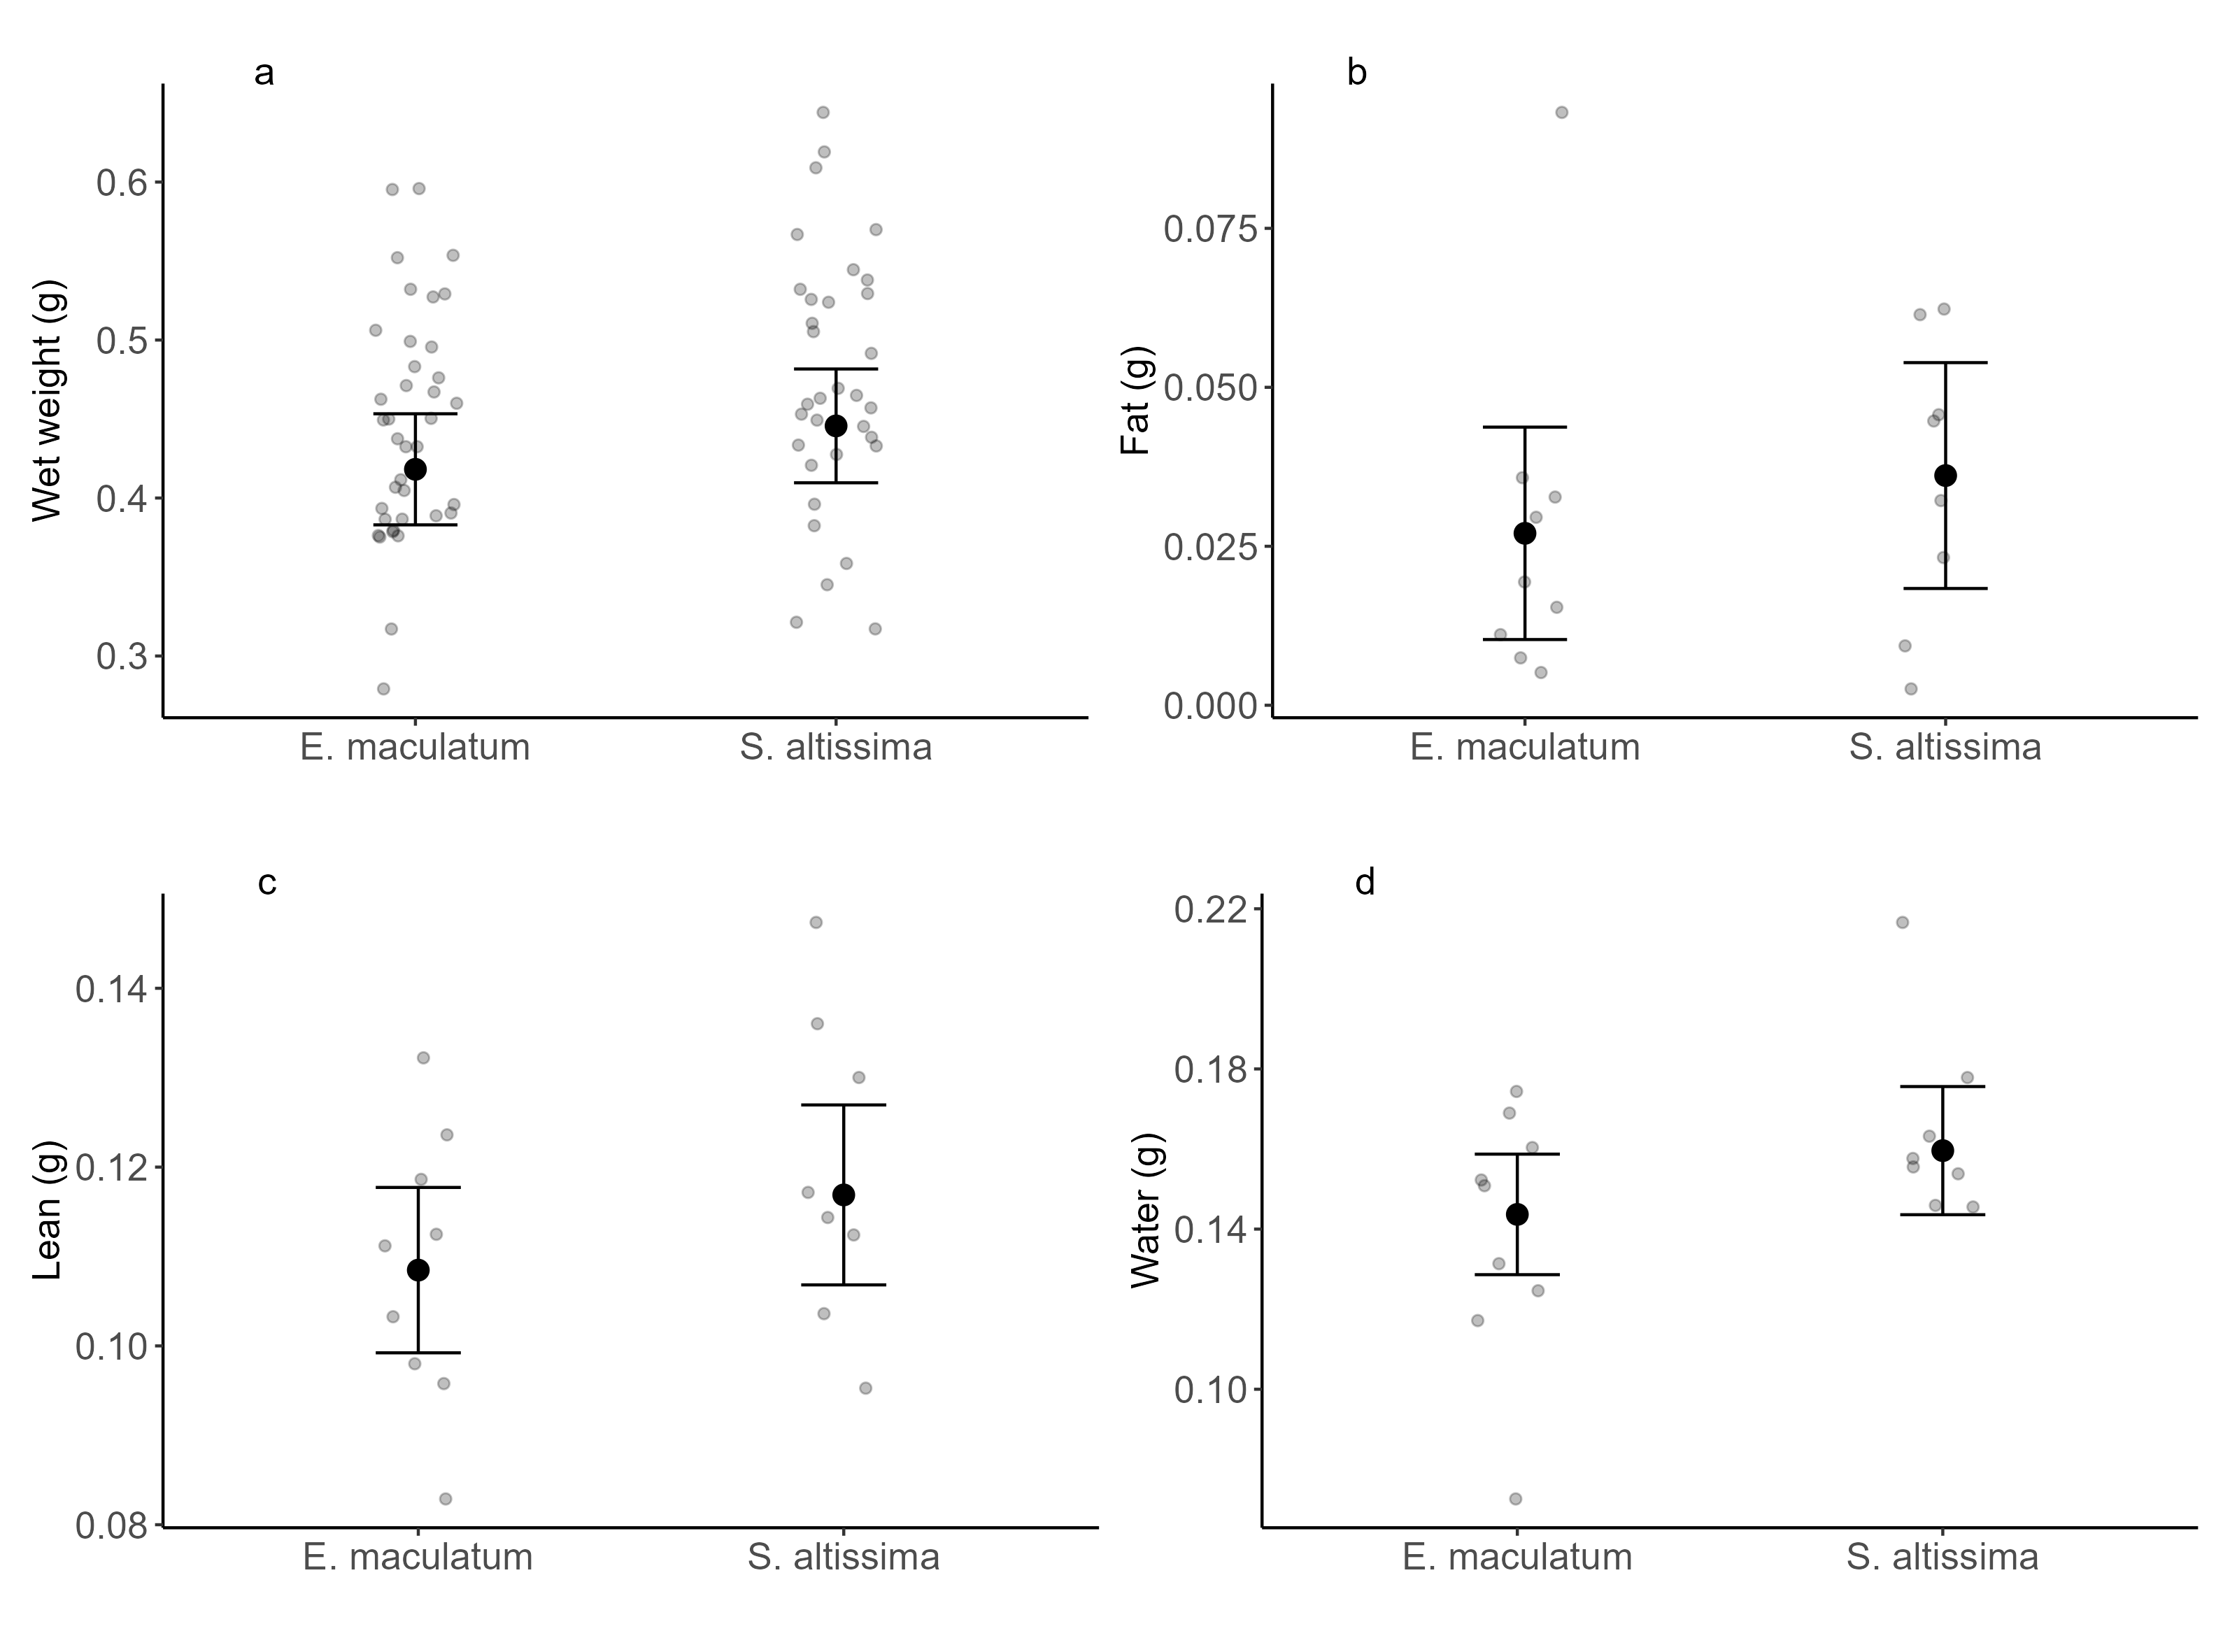 a
Wet weight (g)
0.6
0.5
0.4
0.3
E. maculatum
S. altissima
b
Fat (g)
0.075
0.050
0.025
0.000
E. maculatum
S. altissima
c
Lean (g)
0.14
0.12
0.10
0.08
E. maculatum
S. altissima
d
Water (g)
0.22
0.18
0.14
0.10
E. maculatum
S. altissima